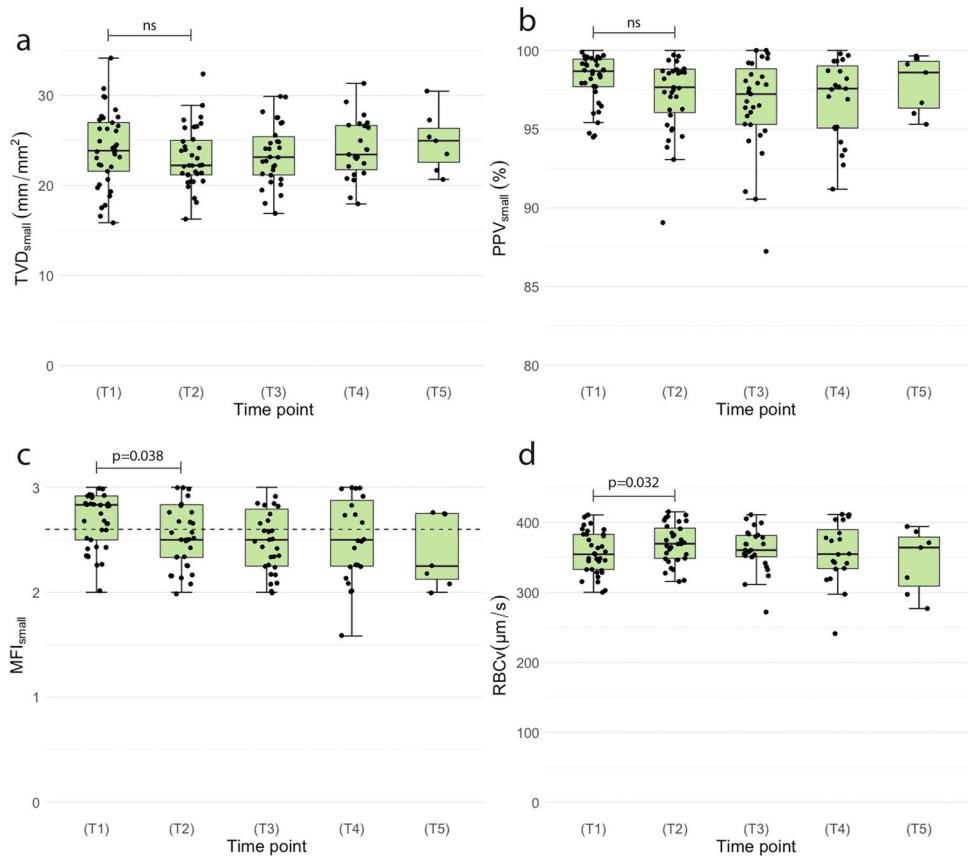 a
ns
TVDsmall (mm/mm²)
30
20
10
0
(T1) (T2) (T3) (T4) (T5)
Time point
b
ns
PPVsmall (%)
100
95
90
85
80
(T1) (T2) (T3) (T4) (T5)
Time point
c
p=0.038
MFIsmall
3
2
1
0
(T1) (T2) (T3) (T4) (T5)
Time point
d
p=0.032
RBCv(μm/s)
400
300
200
100
0
(T1) (T2) (T3) (T4) (T5)
Time point